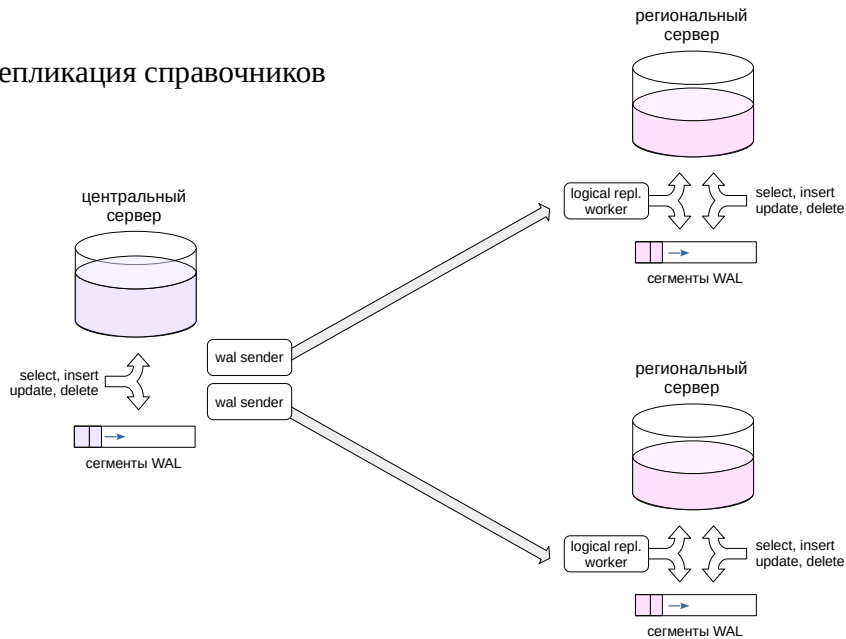 епликация справочников
региональный
сервер
logical repl.
worker
select, insert
update, delete
сегменты WAL
центральный
сервер
select, insert
update, delete
сегменты WAL
wal sender
wal sender
региональный
сервер
logical repl.
worker
select, insert
update, delete
сегменты WAL